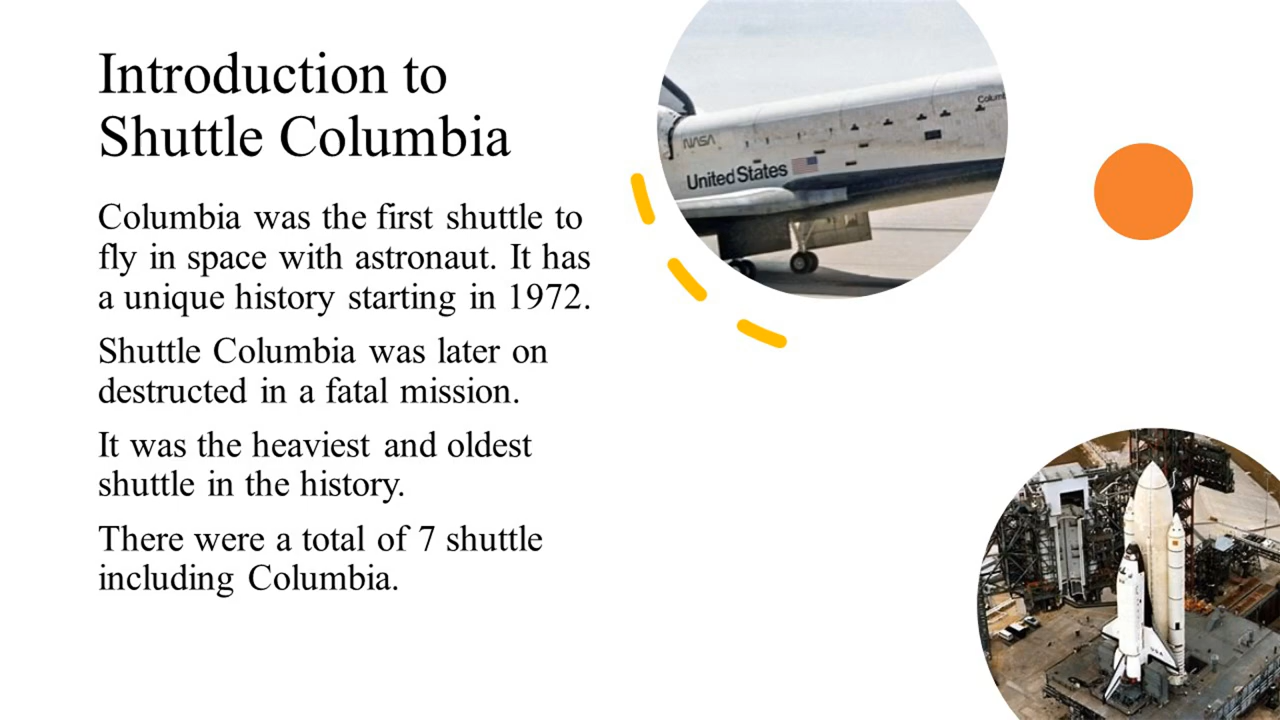 Introduction to
Shuttle Columbia
Columbia was the first shuttle to
fly in space with astronaut. It has
a unique history starting in 1972.
Shuttle Columbia was later on
destructed in a fatal mission.
It was the heaviest and oldest
shuttle in the history.
There were a total of 7 shuttle
including Columbia.
NASA
United States
USA